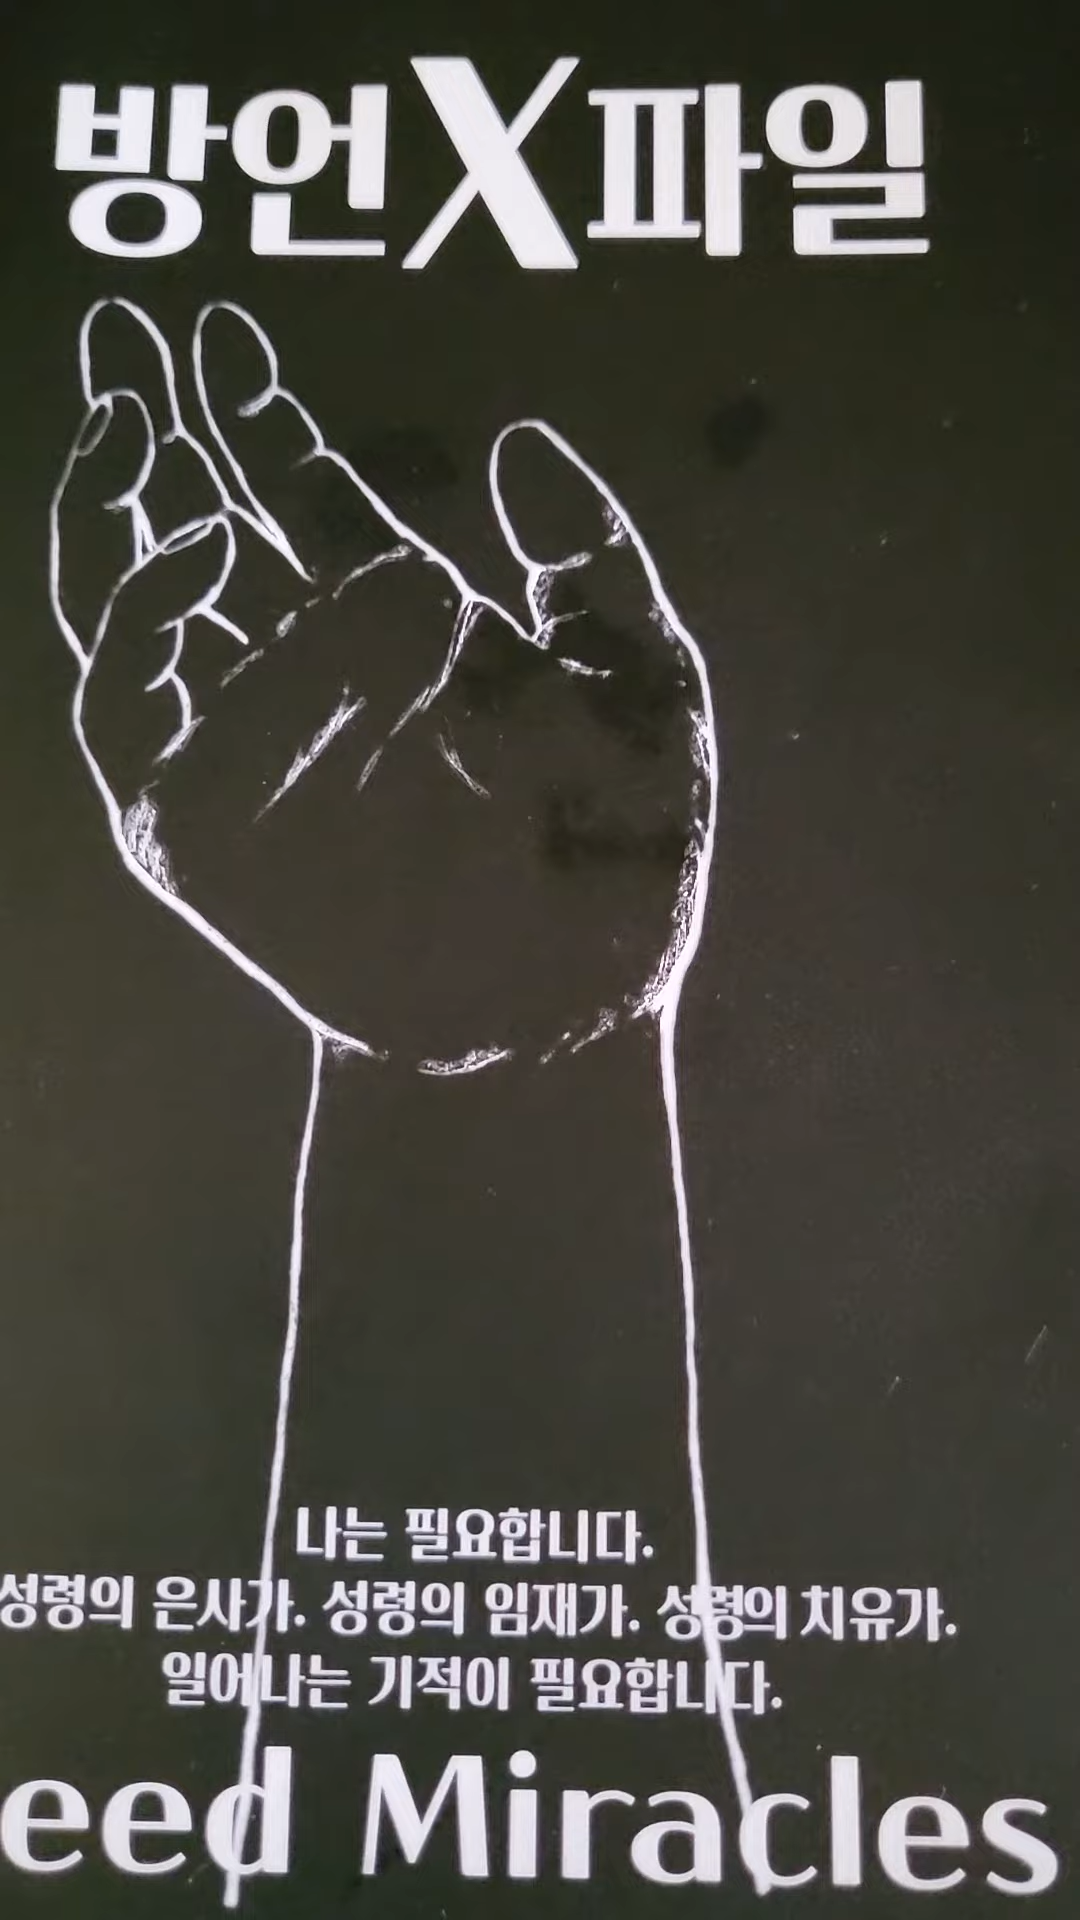 방언X파일
나는 필요합니다.
성령의 은사가. 성령의 임재가. 성령의 치유가.
일어나는 기적이 필요합니다.
eed Miracles